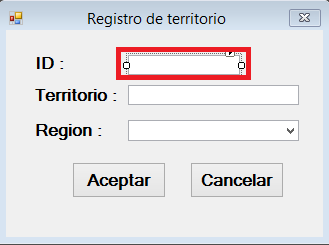 Registro de territorio
ID :
Territorio :
Region :
Aceptar Cancelar